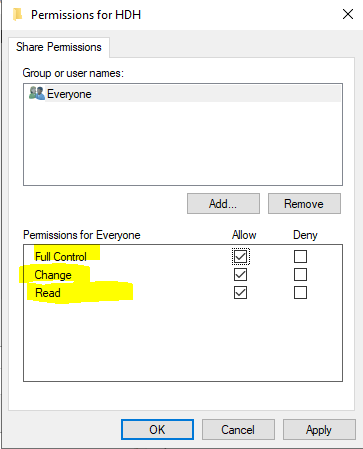 Permissions for HDH
Share Permissions
Group or user names:
Everyone
Add...
Remove
Permissions for Everyone Allow Deny
Full Control
Change
Read
OK
Cancel
Apply